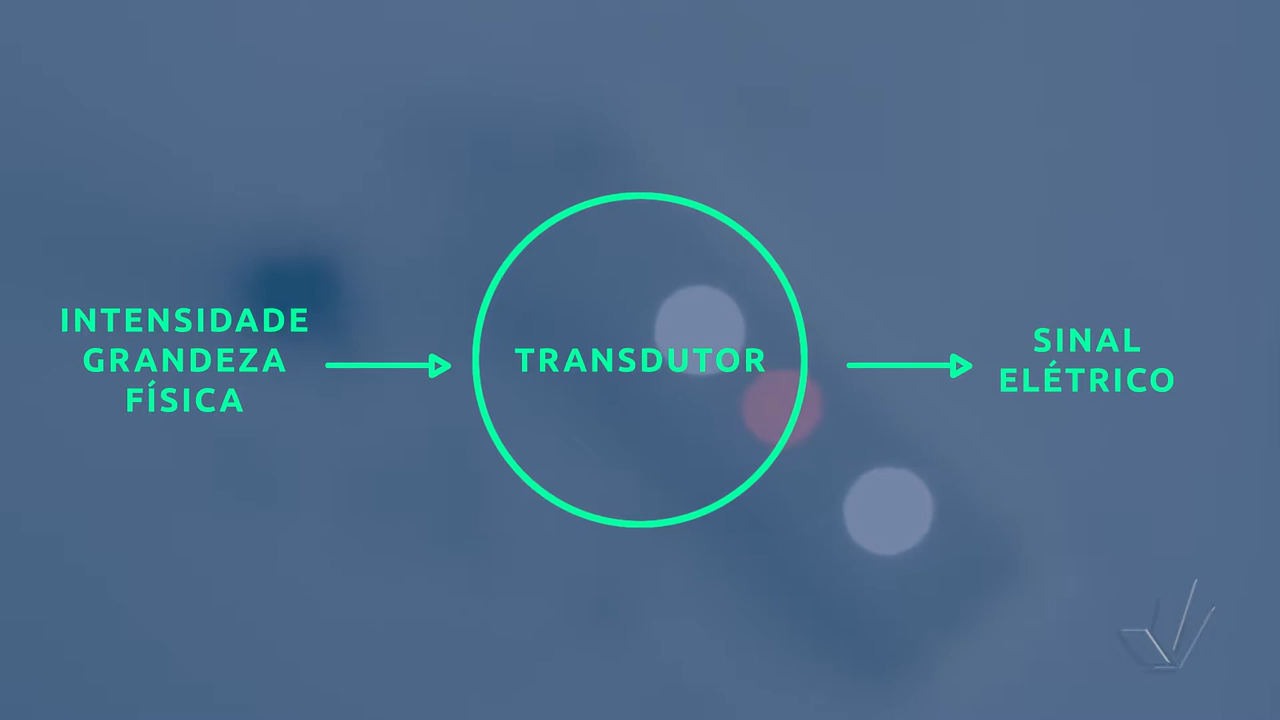 INTENSIDADE
GRANDEZA
FÍSICA
TRANSDUTOR
SINAL
ELÉTRICO